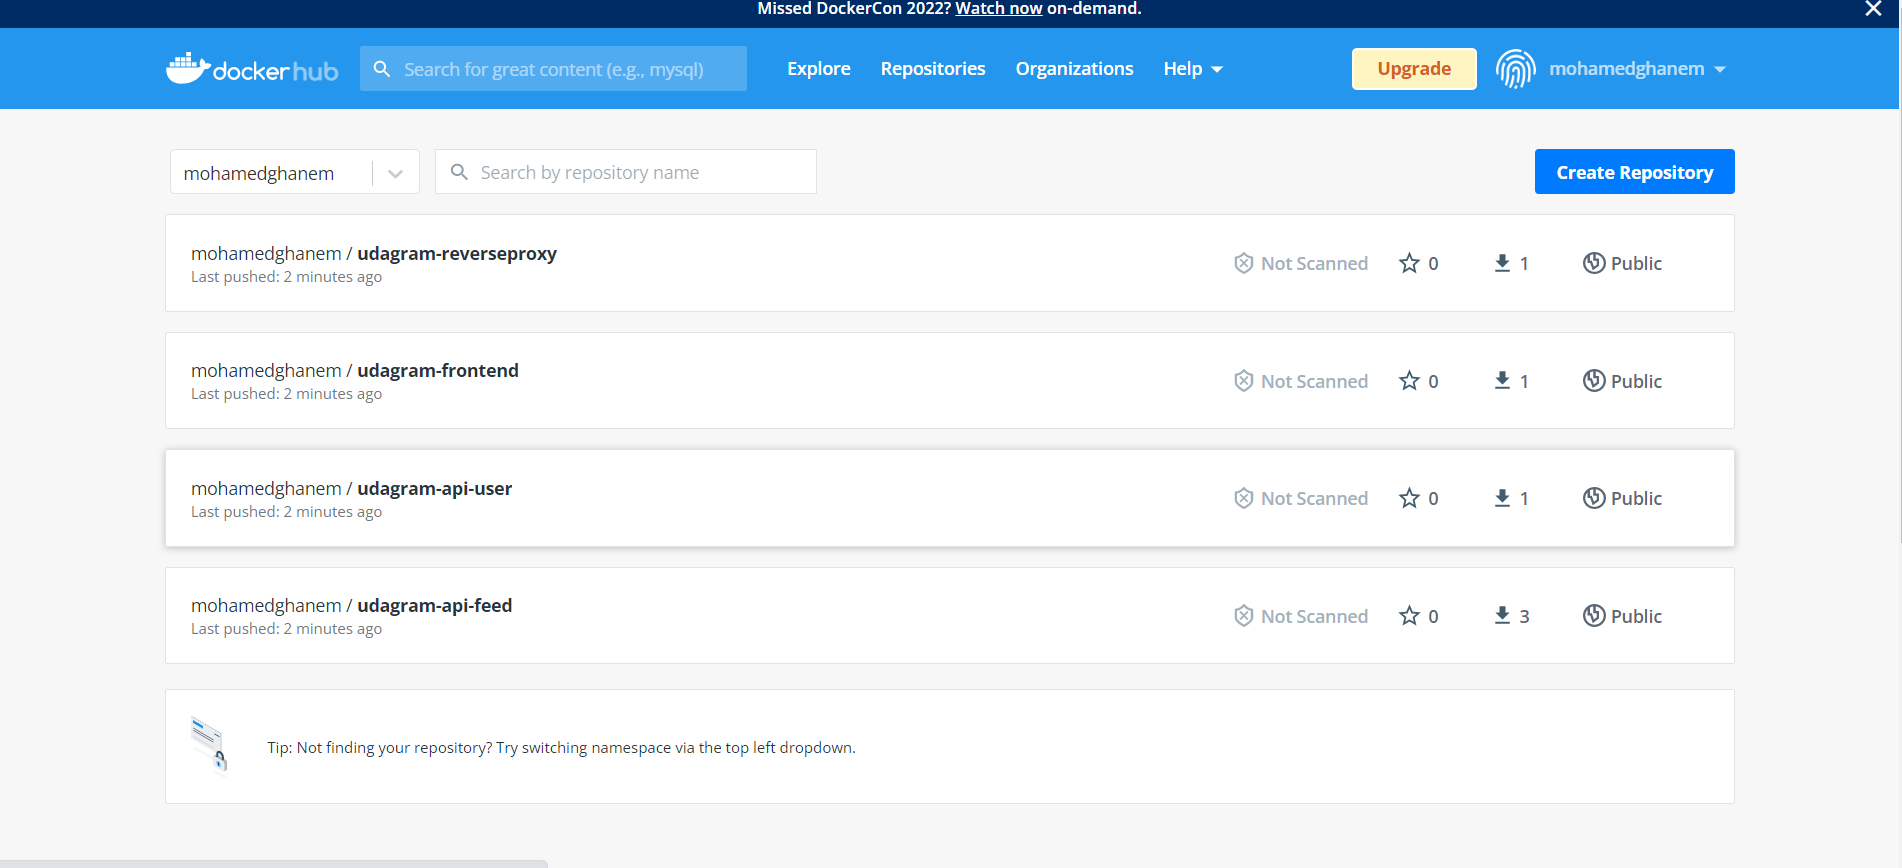 Missed DockerCon 2022? Watch now on-demand.
docker hub
Search for great content (e.g., mysql)
Explore
Repositories
Organizations
Help
Upgrade
mohamedghanem
mohamedghanem
Search by repository name
Create Repository
mohamedghanem / udagram-reverseproxy
Last pushed: 2 minutes ago
Not Scanned
0
1
Public
mohamedghanem / udagram-frontend
Last pushed: 2 minutes ago
Not Scanned
0
1
Public
mohamedghanem / udagram-api-user
Last pushed: 2 minutes ago
Not Scanned
0
1
Public
mohamedghanem / udagram-api-feed
Last pushed: 2 minutes ago
Not Scanned
0
3
Public
Tip: Not finding your repository? Try switching namespace via the top left dropdown.